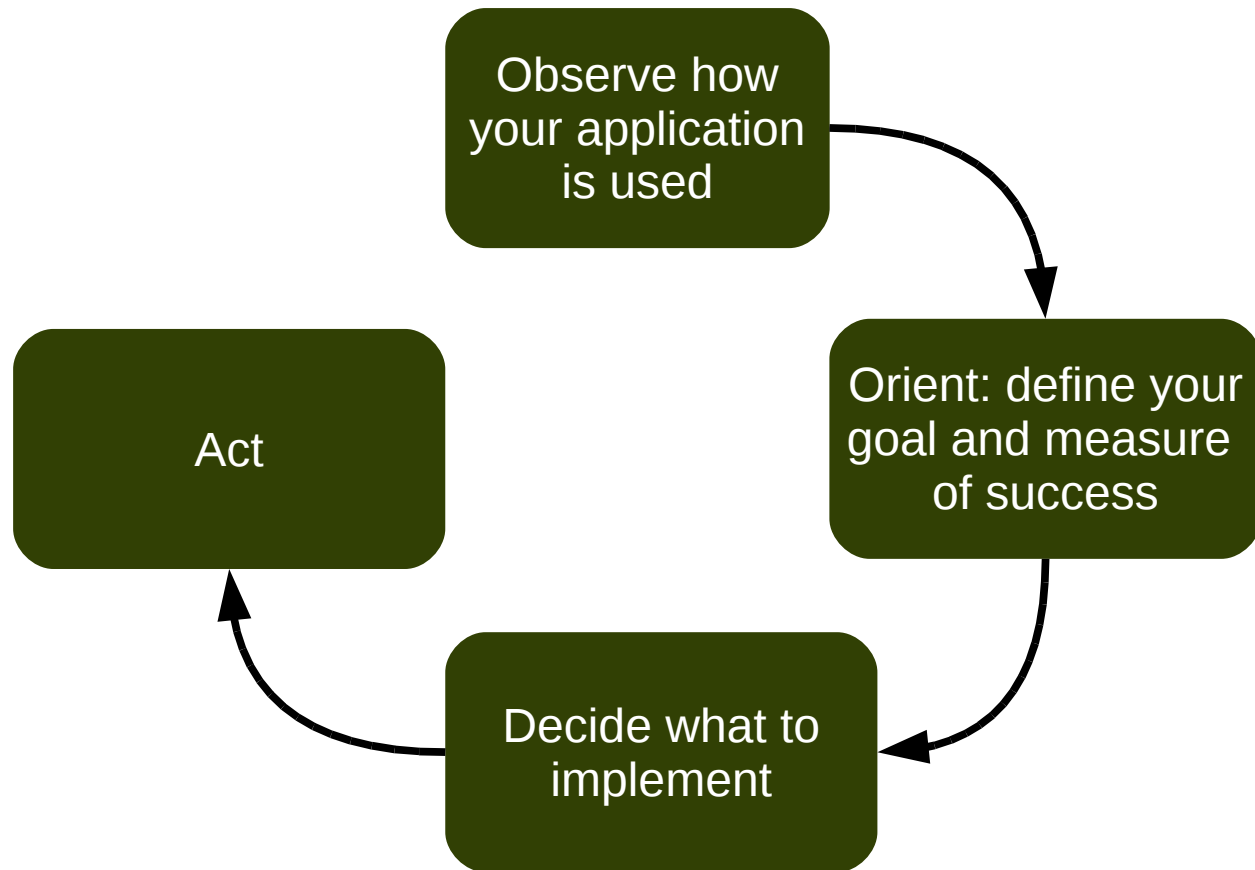 Observe how
your application
is used
Orient: define your
goal and measure
of success
Decide what to
implement
Act